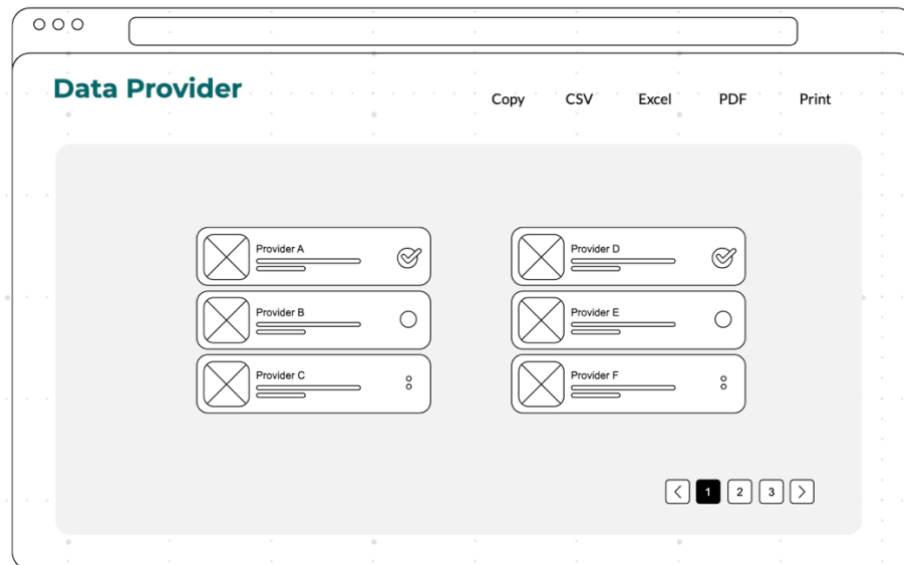 Data Provider
Copy CSV Excel PDF Print
Provider A
Provider B
Provider C
Provider D
Provider E
Provider F
1 2 3